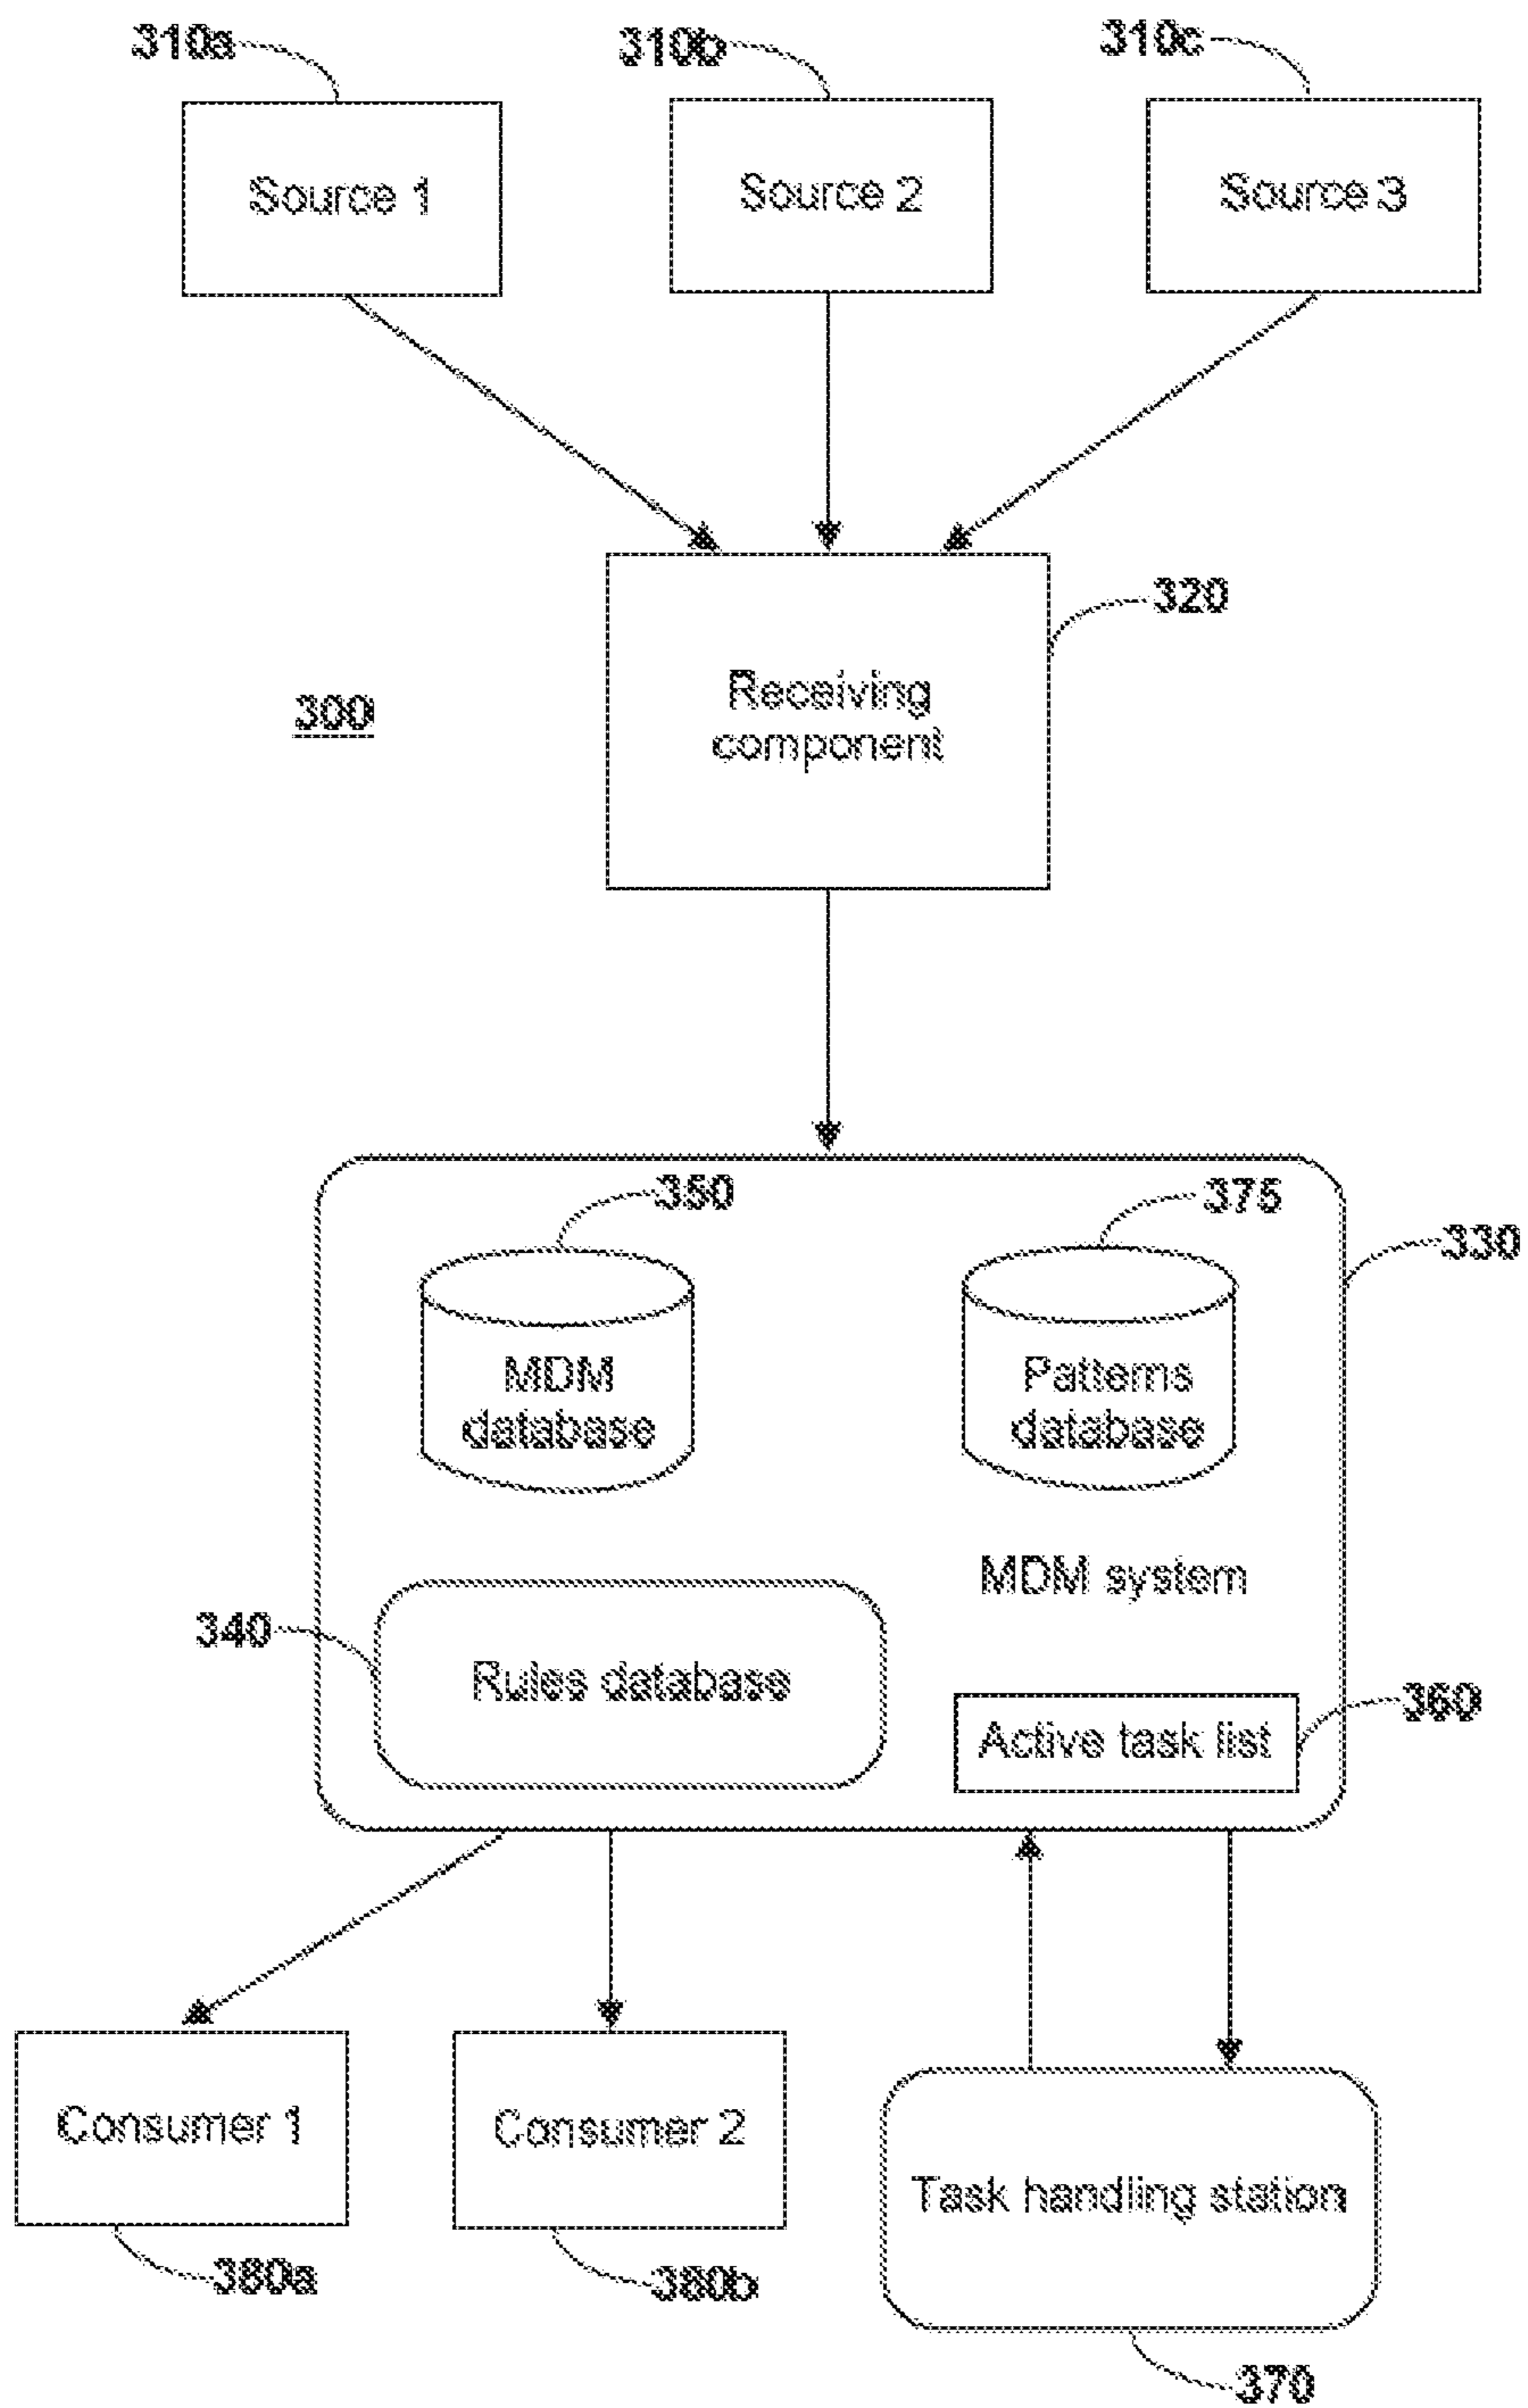 310a
310b
310c
Source 1
Source 2
Source 3
320
Receiving
component
300
350
375
330
MDM
database
Patterns
database
MDM system
340
Rules database
360
Active task list
Consumer 1
Consumer 2
Task handling station
380a
380b
370